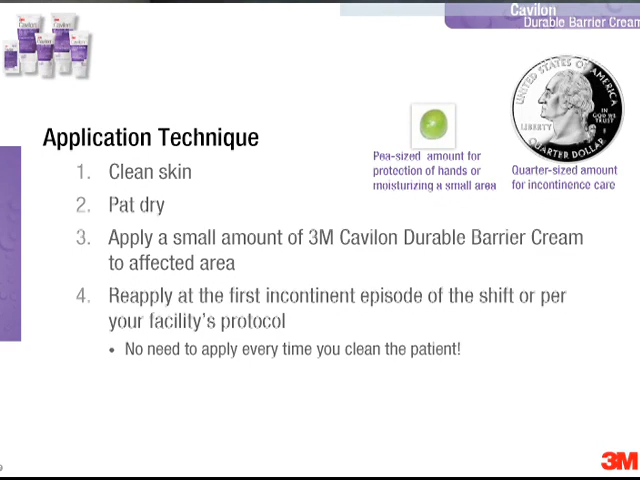 Cavilon
Durable Barrier Cream
UNITED STATES OF AMERICA
LIBERTY
IN GOD WE TRUST
QUARTER DOLLAR
Application Technique
Pea-sized amount for
protection of hands or
moisturizing a small area
Quarter-sized amount
for incontinence care
1. Clean skin
2. Pat dry
3. Apply a small amount of 3M Cavilon Durable Barrier Cream
to affected area
4. Reapply at the first incontinent episode of the shift or per
your facility's protocol
• No need to apply every time you clean the patient!
9
3M